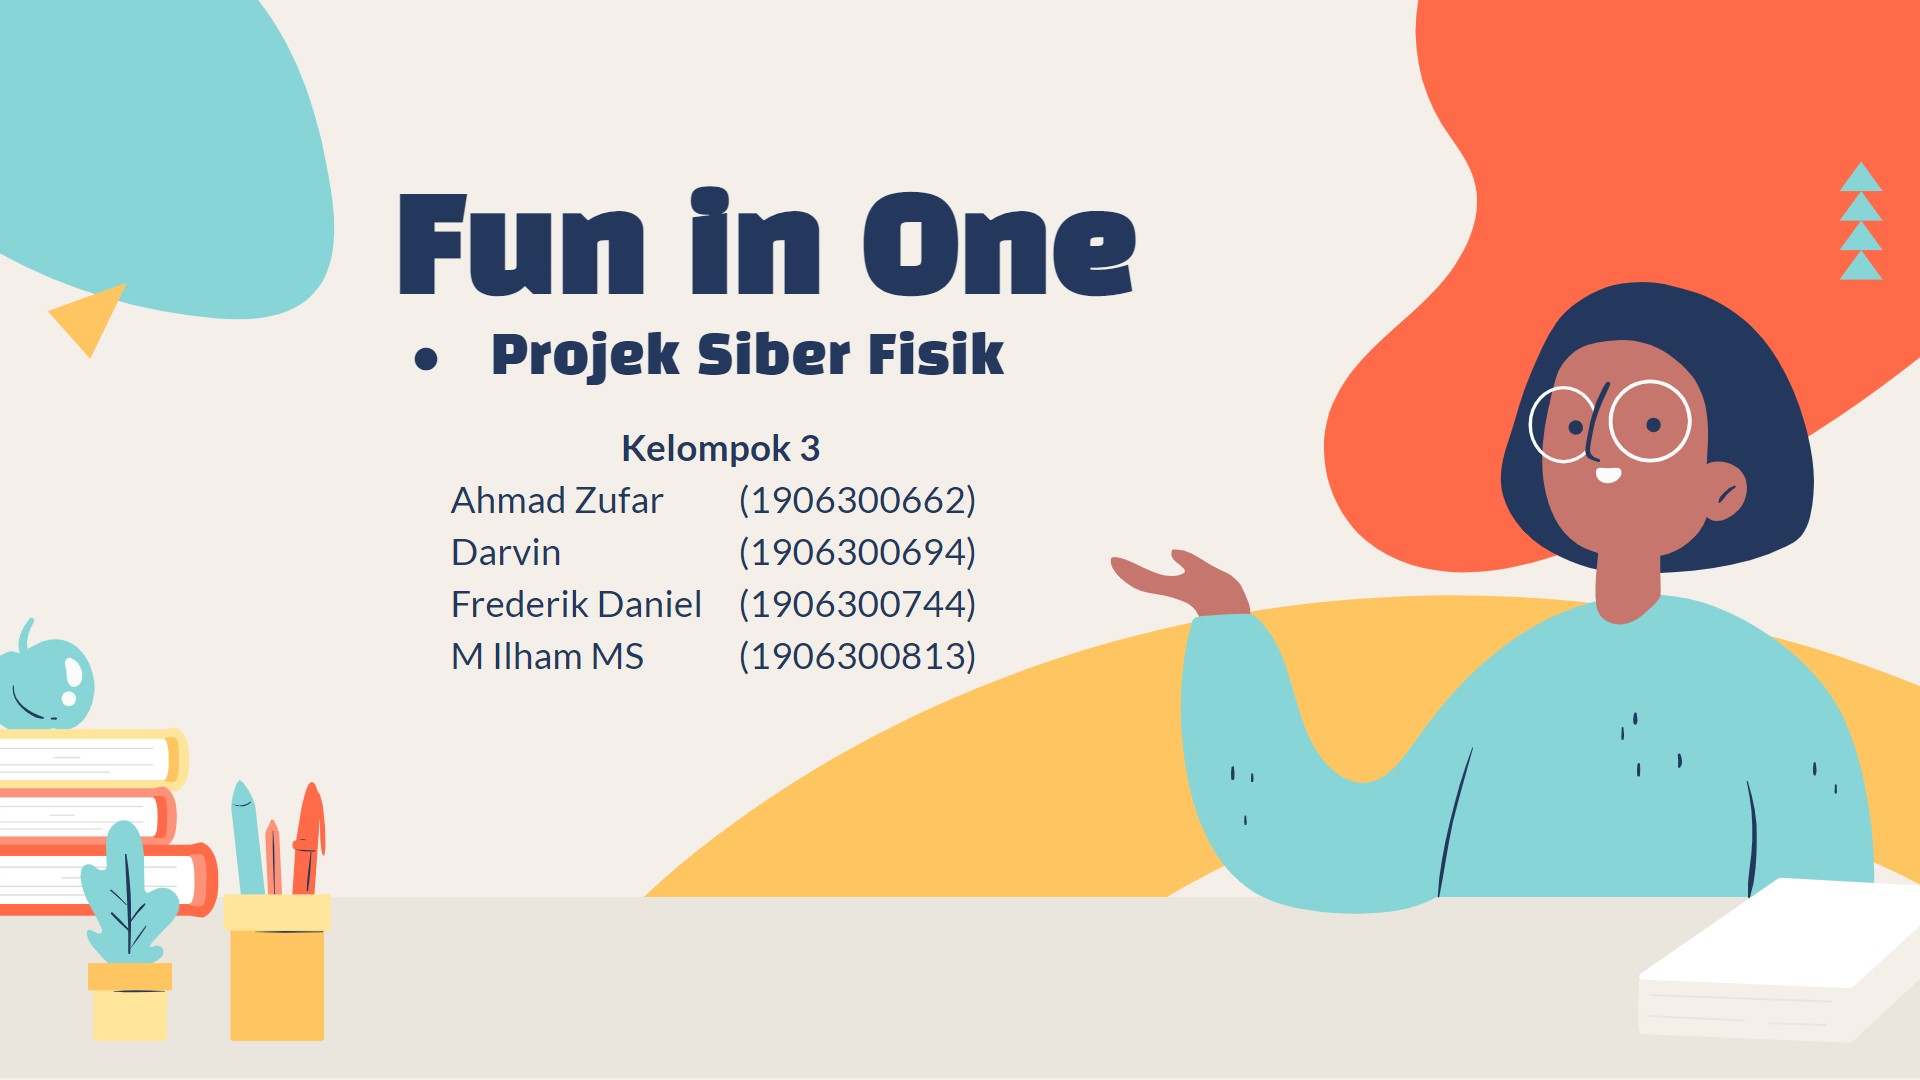 Fun in One
• Projek Siber Fisik
Kelompok 3
Ahmad Zufar (1906300662)
Darvin (1906300694)
Frederik Daniel (1906300744)
M Ilham MS (1906300813)